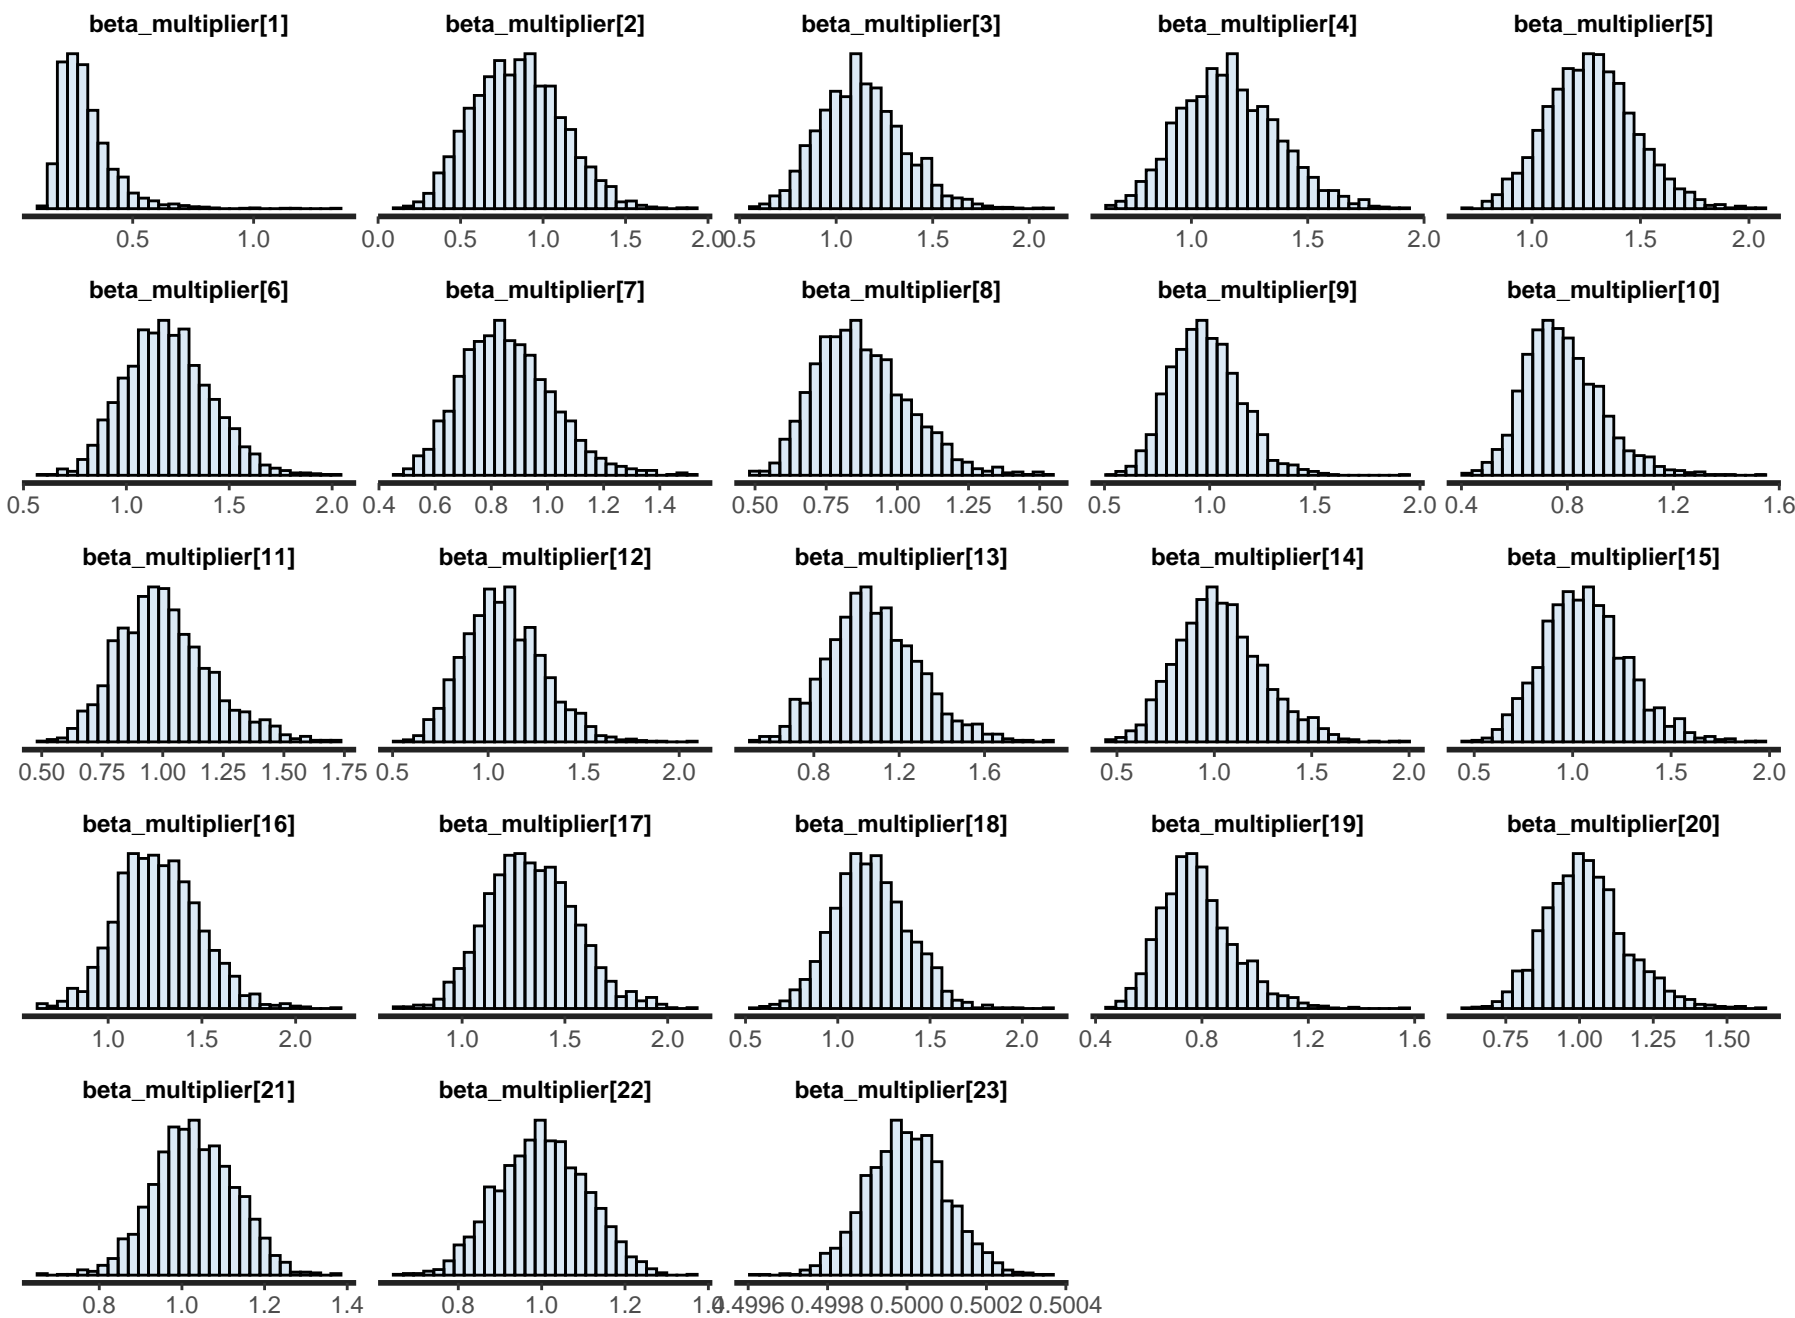 beta_multiplier[1] beta_multiplier[2] beta_multiplier[3] beta_multiplier[4] beta_multiplier[5]
0.5 1.0 0.0 0.5 1.0 1.5 2.0 0.5 1.0 1.5 2.0 1.0 1.5 2.0 1.0 1.5 2.0
beta_multiplier[6] beta_multiplier[7] beta_multiplier[8] beta_multiplier[9] beta_multiplier[10]
0.5 1.0 1.5 2.0 0.4 0.6 0.8 1.0 1.2 1.4 0.50 0.75 1.00 1.25 1.50 0.5 1.0 1.5 2.0 0.4 0.8 1.2 1.6
beta_multiplier[11] beta_multiplier[12] beta_multiplier[13] beta_multiplier[14] beta_multiplier[15]
0.50 0.75 1.00 1.25 1.50 1.75 0.5 1.0 1.5 2.0 0.8 1.2 1.6 0.5 1.0 1.5 2.0 0.5 1.0 1.5 2.0
beta_multiplier[16] beta_multiplier[17] beta_multiplier[18] beta_multiplier[19] beta_multiplier[20]
1.0 1.5 2.0 1.0 1.5 2.0 0.5 1.0 1.5 2.0 0.4 0.8 1.2 1.6 0.75 1.00 1.25 1.50
beta_multiplier[21] beta_multiplier[22] beta_multiplier[23]
0.8 1.0 1.2 1.4 0.8 1.0 1.2 1.4 0.4996 0.4998 0.5000 0.5002 0.5004